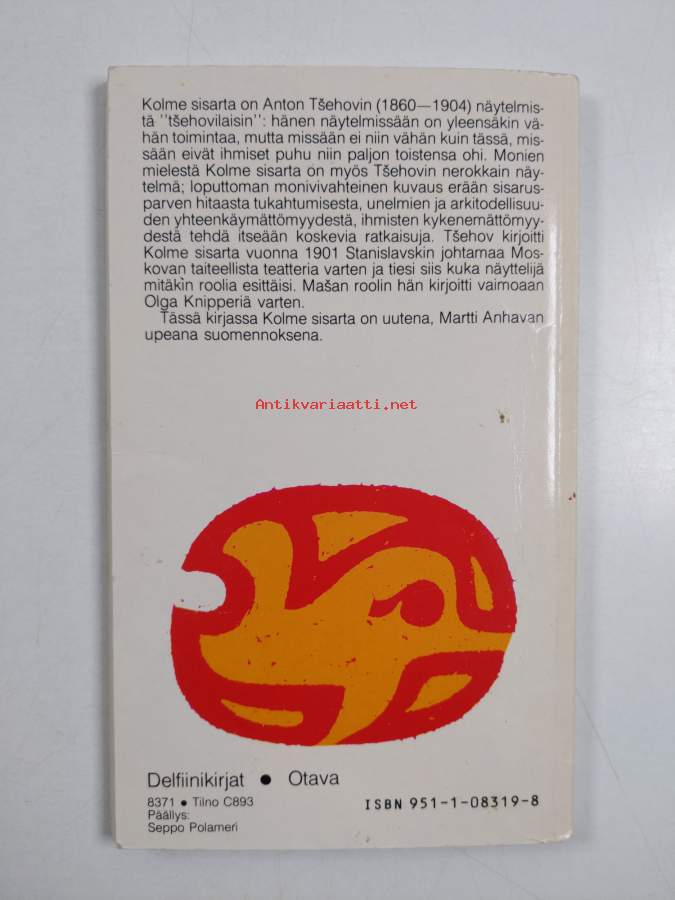 Kolme sisarta on Anton Tšehovin (1860—1904) näytelmis-
tä ''tšehovilaisin'': hänen näytelmissään on yleensäkin vä-
hän toimintaa, mutta missään ei niin vähän kuin tässä, mis-
sään eivät ihmiset puhu niin paljon toistensa ohi. Monien
mielestä Kolme sisarta on myös Tšehovin nerokkain näy-
telmä; loputtoman monivivahteinen kuvaus erään sisarus-
parven hitaasta tukahtumisesta, unelmien ja arkitodellisuu-
den yhteenkäymättömyydestä, ihmisten kykenemättömyy-
destä tehdä itseään koskevia ratkaisuja. Tšehov kirjoitti
Kolme sisarta vuonna 1901 Stanislavskin johtamaa Mos-
kovan taiteellista teatteria varten ja tiesi siis kuka näyttelijä
mitäkin roolia esittäisi. Mašan roolin hän kirjoitti vaimoaan
Olga Knipperiä varten.
Tässä kirjassa Kolme sisarta on uutena, Martti Anhavan
upeana suomennoksena.
Antikvariaatti.net
Delfiinikirjat ● Otava
8371 ● Tilno C893
Päällys:
Seppo Polameri
ISBN 951-1-08319-8